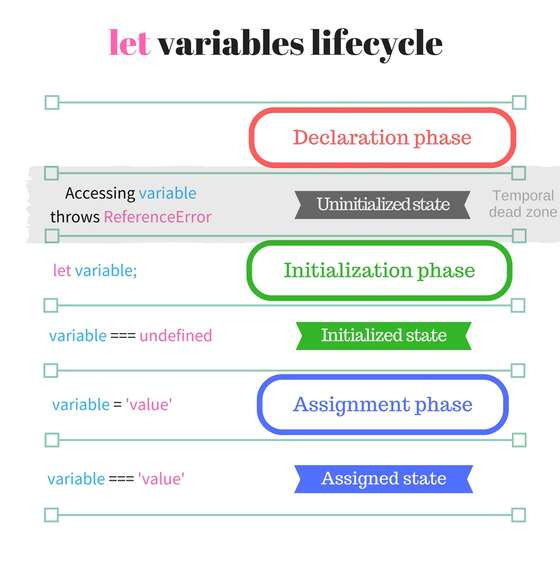 let variables lifecycle
Declaration phase
Accessing variable
throws ReferenceError
Uninitialized state
Temporal
dead zone
let variable;
Initialization phase
variable === undefined
Initialized state
variable = 'value'
Assignment phase
variable === 'value'
Assigned state